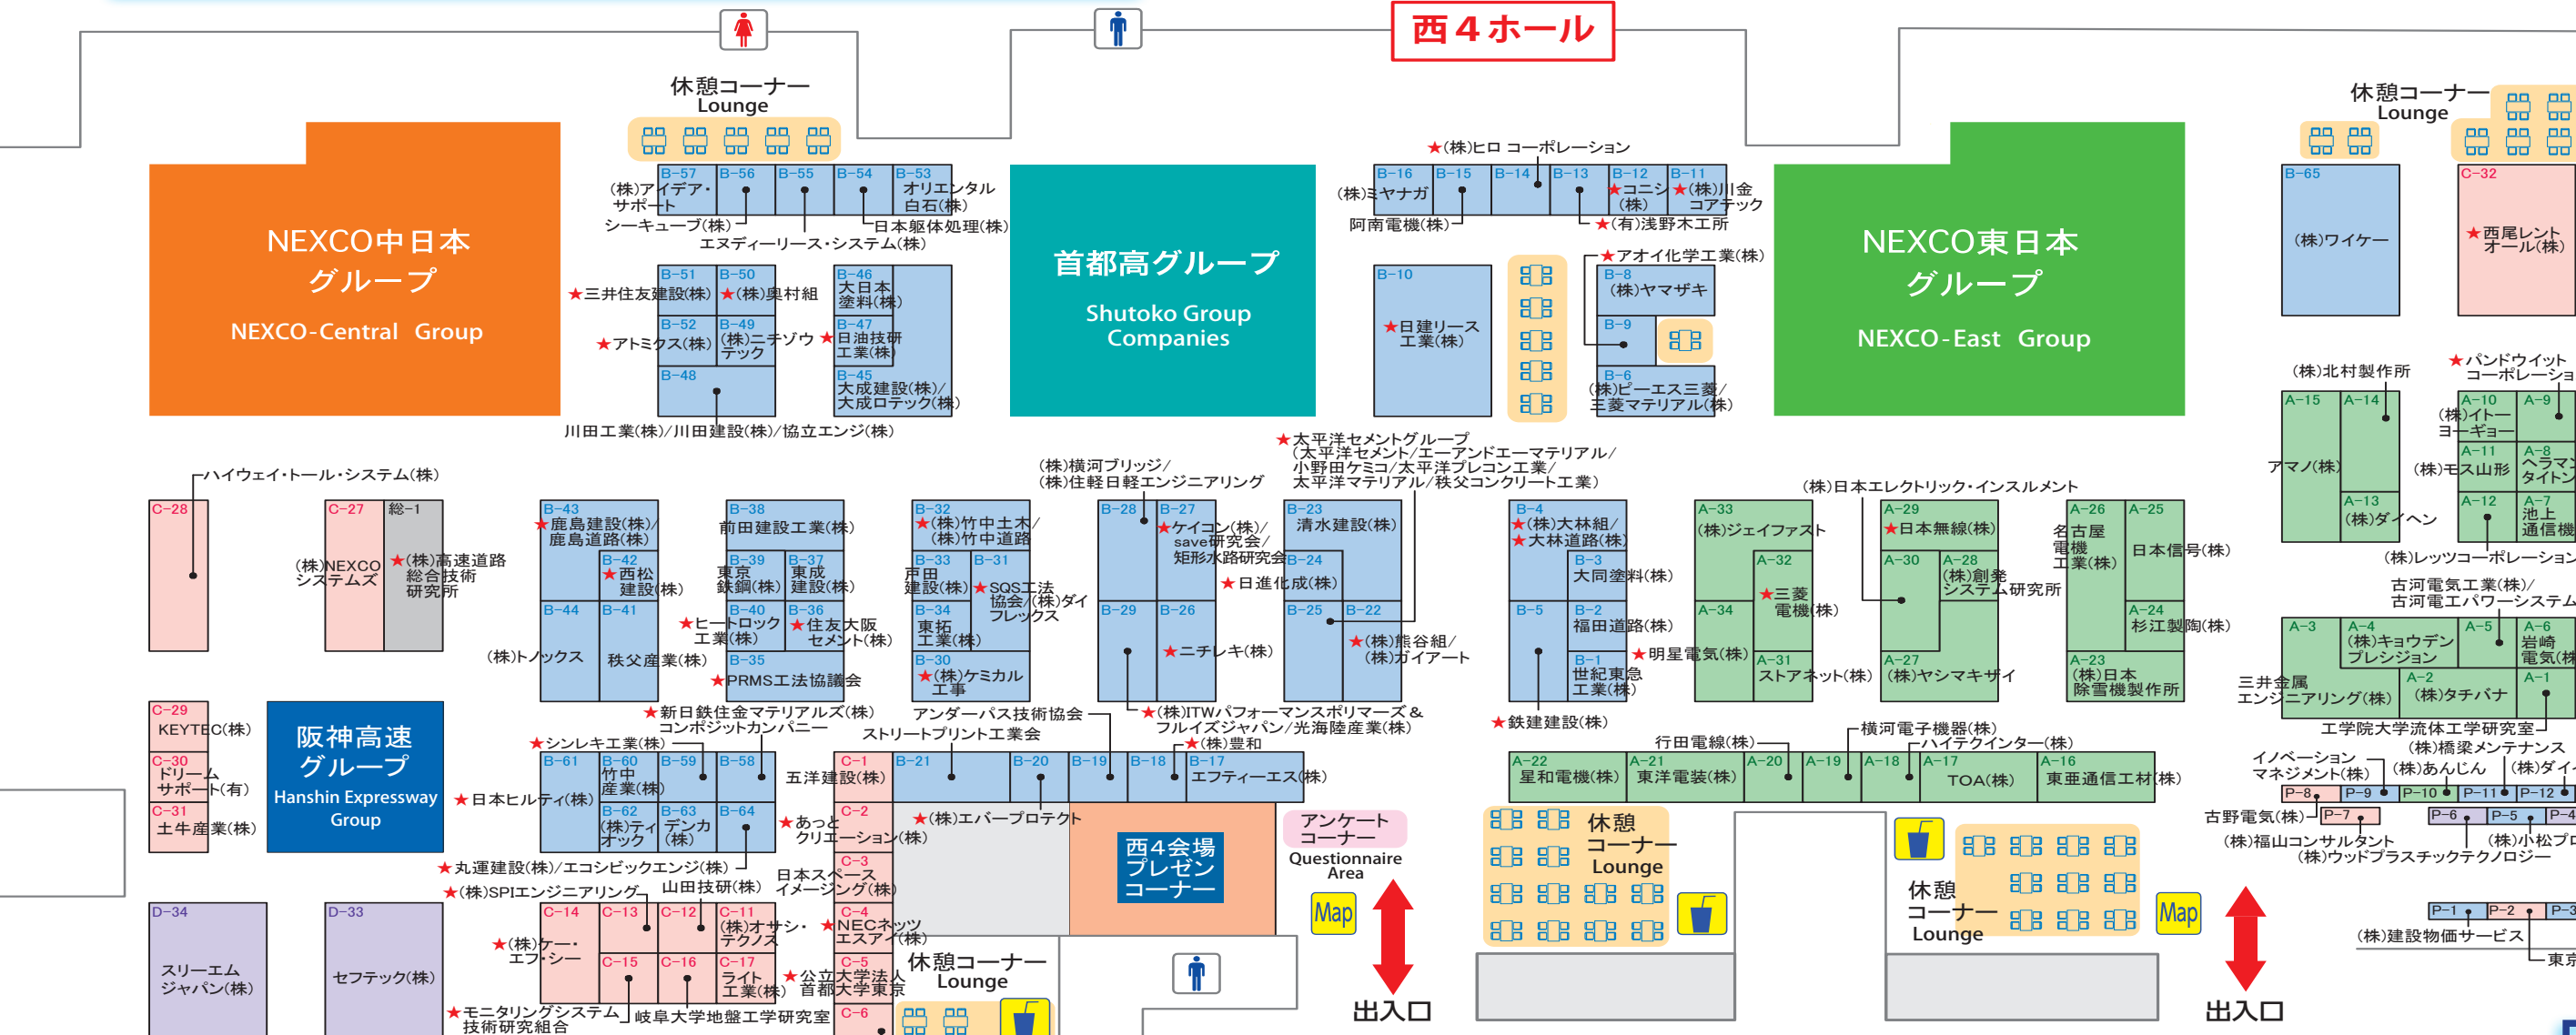 西4ホール
休憩コーナー
Lounge
休憩コーナー
Lounge
NEXCO中日本
グループ
NEXCO-Central Group
B-57
(株)アイデア・
サポート
B-56
シーキューブ(株)
B-55
エヌディーリース・システム(株)
B-54
日本躯体処理(株)
B-53
オリエンタル
白石(株)
B-51
★三井住友建設(株)
B-50
★(株)奥村組
B-52
★アトミクス(株)
B-49
(株)ニチゾウ
テック
B-48
川田工業(株)/川田建設(株)/協立エンジ(株)
B-46
大日本
塗料(株)
B-47
★日油技研
工業(株)
B-45
大成建設(株)/
大成ロテック(株)
首都高グループ
Shutoko Group
Companies
★(株)ヒロ コーポレーション
B-16
(株)ミヤナガ
B-15
阿南電機(株)
B-14
B-13
★(有)浅野木工所
B-12
★コニシ
(株)
B-11
★(株)川金
コアテック
B-10
★日建リース
工業(株)
★アオイ化学工業(株)
B-8
(株)ヤマザキ
B-9
B-6
(株)ピーエス三菱/
三菱マテリアル(株)
NEXCO東日本
グループ
NEXCO-East Group
B-65
(株)ワイケー
C-32
★西尾レント
オール(株)
(株)北村製作所
★パンドウイット
コーポレーショ
A-15
アマノ(株)
A-14
A-13
(株)ダイヘン
A-10
(株)イトー
ヨーギョー
A-9
A-11
(株)モス山形
A-8
ヘラマン
タイトン
A-12
A-7
池上
通信機
(株)レッツコーポレーション
ハイウェイ・トール・システム(株)
C-28
C-27
(株)NEXCO
システムズ
総-1
★(株)高速道路
総合技術
研究所
B-43
★鹿島建設(株)/
鹿島道路(株)
B-42
★西松
建設(株)
B-44
(株)トノックス
B-41
秩父産業(株)
B-38
前田建設工業(株)
B-39
東京
鉄鋼(株)
B-37
東成
建設(株)
B-40
★ヒートロック
工業(株)
B-36
★住友大阪
セメント(株)
B-35
★PRMS工法協議会
B-32
★(株)竹中土木/
(株)竹中道路
B-33
戸田
建設(株)
B-31
★SQS工法
協会/(株)ダイ
フレックス
B-34
東拓
工業(株)
B-30
★(株)ケミカル
工事
(株)横河ブリッジ/
(株)住軽日軽エンジニアリング
B-28
B-27
★ケイコン(株)/
save研究会/
矩形水路研究会
B-29
B-26
★ニチレキ(株)
★(株)ITWパフォーマンスポリマーズ&
フルイズジャパン/光海陸産業(株)
★太平洋セメントグループ
(太平洋セメント/エーアンドエーマテリアル/
小野田ケミコ/太平洋プレコン工業/
太平洋マテリアル/秩父コンクリート工業)
B-23
清水建設(株)
B-24
★日進化成(株)
B-25
B-22
★(株)熊谷組/
(株)ガイアート
B-4
★(株)大林組/
★大林道路(株)
B-3
大同塗料(株)
B-5
B-2
福田道路(株)
B-1
世紀東急
工業(株)
★鉄建建設(株)
A-33
(株)ジェイファスト
A-32
★三菱
電機(株)
A-34
★明星電気(株)
A-31
ストアネット(株)
(株)日本エレクトリック・インスルメント
A-29
★日本無線(株)
A-30
A-28
(株)創発
システム研究所
A-27
(株)ヤシマキザイ
A-26
名古屋
電機
工業(株)
A-25
日本信号(株)
A-24
杉江製陶(株)
A-23
(株)日本
除雪機製作所
古河電気工業(株)/
古河電工パワーシステム
A-3
三井金属
エンジニアリング(株)
A-4
(株)キョウデン
プレシジョン
A-5
A-6
岩崎
電気(株
A-2
(株)タチバナ
A-1
工学院大学流体工学研究室
C-29
KEYTEC(株)
C-30
ドリーム
サポート(有)
C-31
土牛産業(株)
阪神高速
グループ
Hanshin Expressway
Group
★新日鉄住金マテリアルズ(株)
コンポジットカンパニー
★シンレキ工業(株)
B-61
★日本ヒルティ(株)
B-60
竹中
産業(株)
B-59
B-58
B-62
(株)ティ
オック
B-63
デンカ
(株)
B-64
★丸運建設(株)/エコシビックエンジ(株)
アンダーパス技術協会
ストリートプリント工業会
★(株)豊和
C-1
五洋建設(株)
B-21
B-20
B-19
B-18
B-17
エフティーエス(株)
C-2
★あっと
クリエーション(株)
★(株)エバープロテクト
C-3
日本スペース
イメージング(株)
C-4
★NECネッツ
エスアイ(株)
C-5
★公立大学法人
首都大学東京
C-6
西4会場
プレゼン
コーナー
アンケート
コーナー
Questionnaire
Area
Map
出入口
行田電線(株)
横河電子機器(株)
ハイテクインター(株)
A-22
星和電機(株)
A-21
東洋電装(株)
A-20
A-19
A-18
A-17
TOA(株)
A-16
東亜通信工材(株)
休憩
コーナー
Lounge
休憩
コーナー
Lounge
Map
出入口
イノベーション
マネジメント(株)
(株)橋梁メンテナンス
(株)あんじん
(株)ダイ
P-8
P-9
P-10
P-11
P-12
古野電気(株)
P-7
P-6
P-5
P-4
(株)福山コンサルタント
(株)小松プロ
(株)ウッドプラスチックテクノロジー
P-1
P-2
P-3
(株)建設物価サービス
東京
D-34
スリーエム
ジャパン(株)
D-33
セフテック(株)
★(株)SPIエンジニアリング
山田技研(株)
C-14
★(株)ケー・
エフ・シー
C-13
C-12
C-11
(株)オサシ・
テクノス
C-15
C-16
C-17
ライト
工業(株)
★モニタリングシステム
技術研究組合
岐阜大学地盤工学研究室
休憩コーナー
Lounge